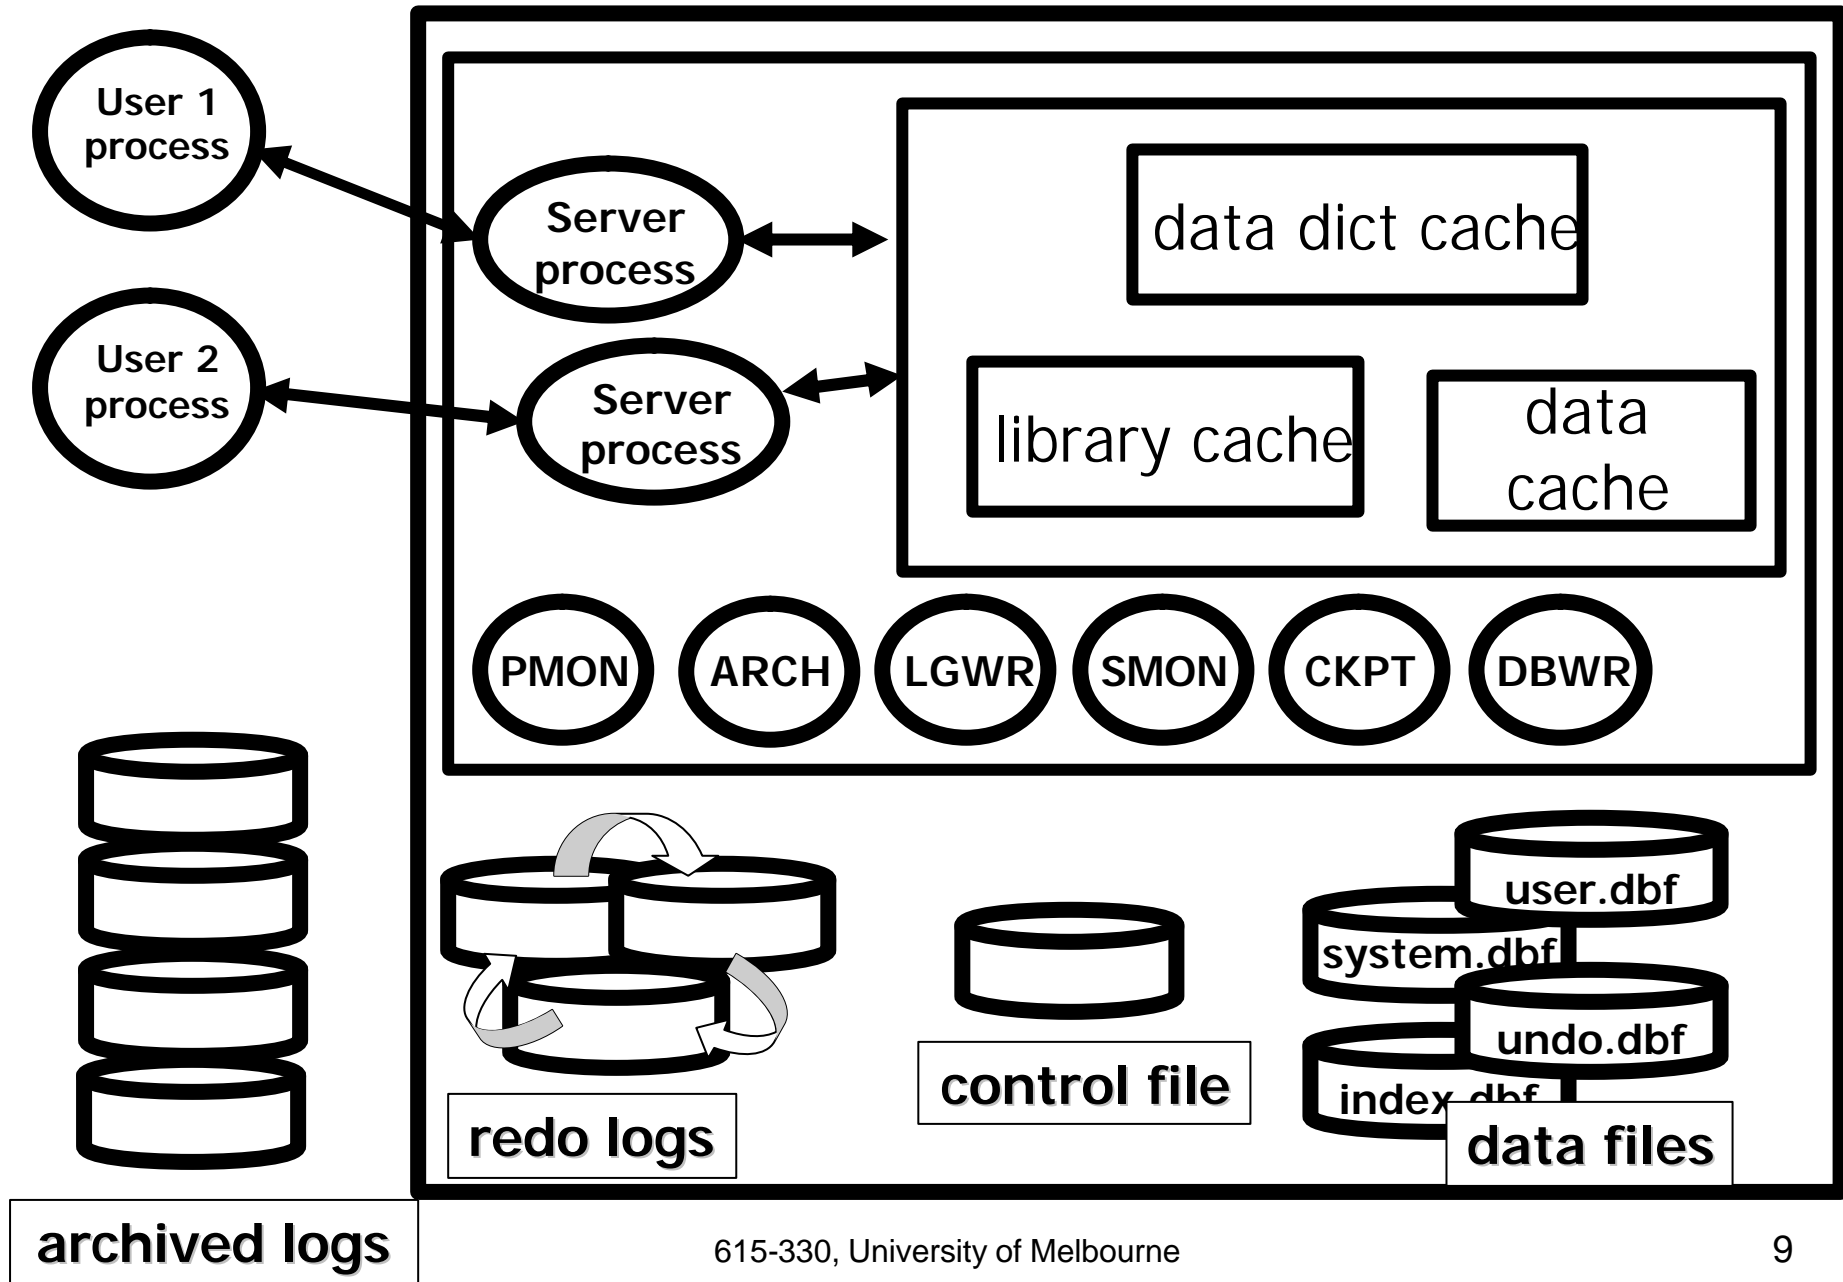 User 1
process
User 2
process
Server
process
Server
process
data dict cache
library cache
data
cache
PMON
ARCH
LGWR
SMON
CKPT
DBWR
user.dbf
system.dbf
undo.dbf
index.dbf
redo logs
control file
data files
archived logs
615-330, University of Melbourne
9